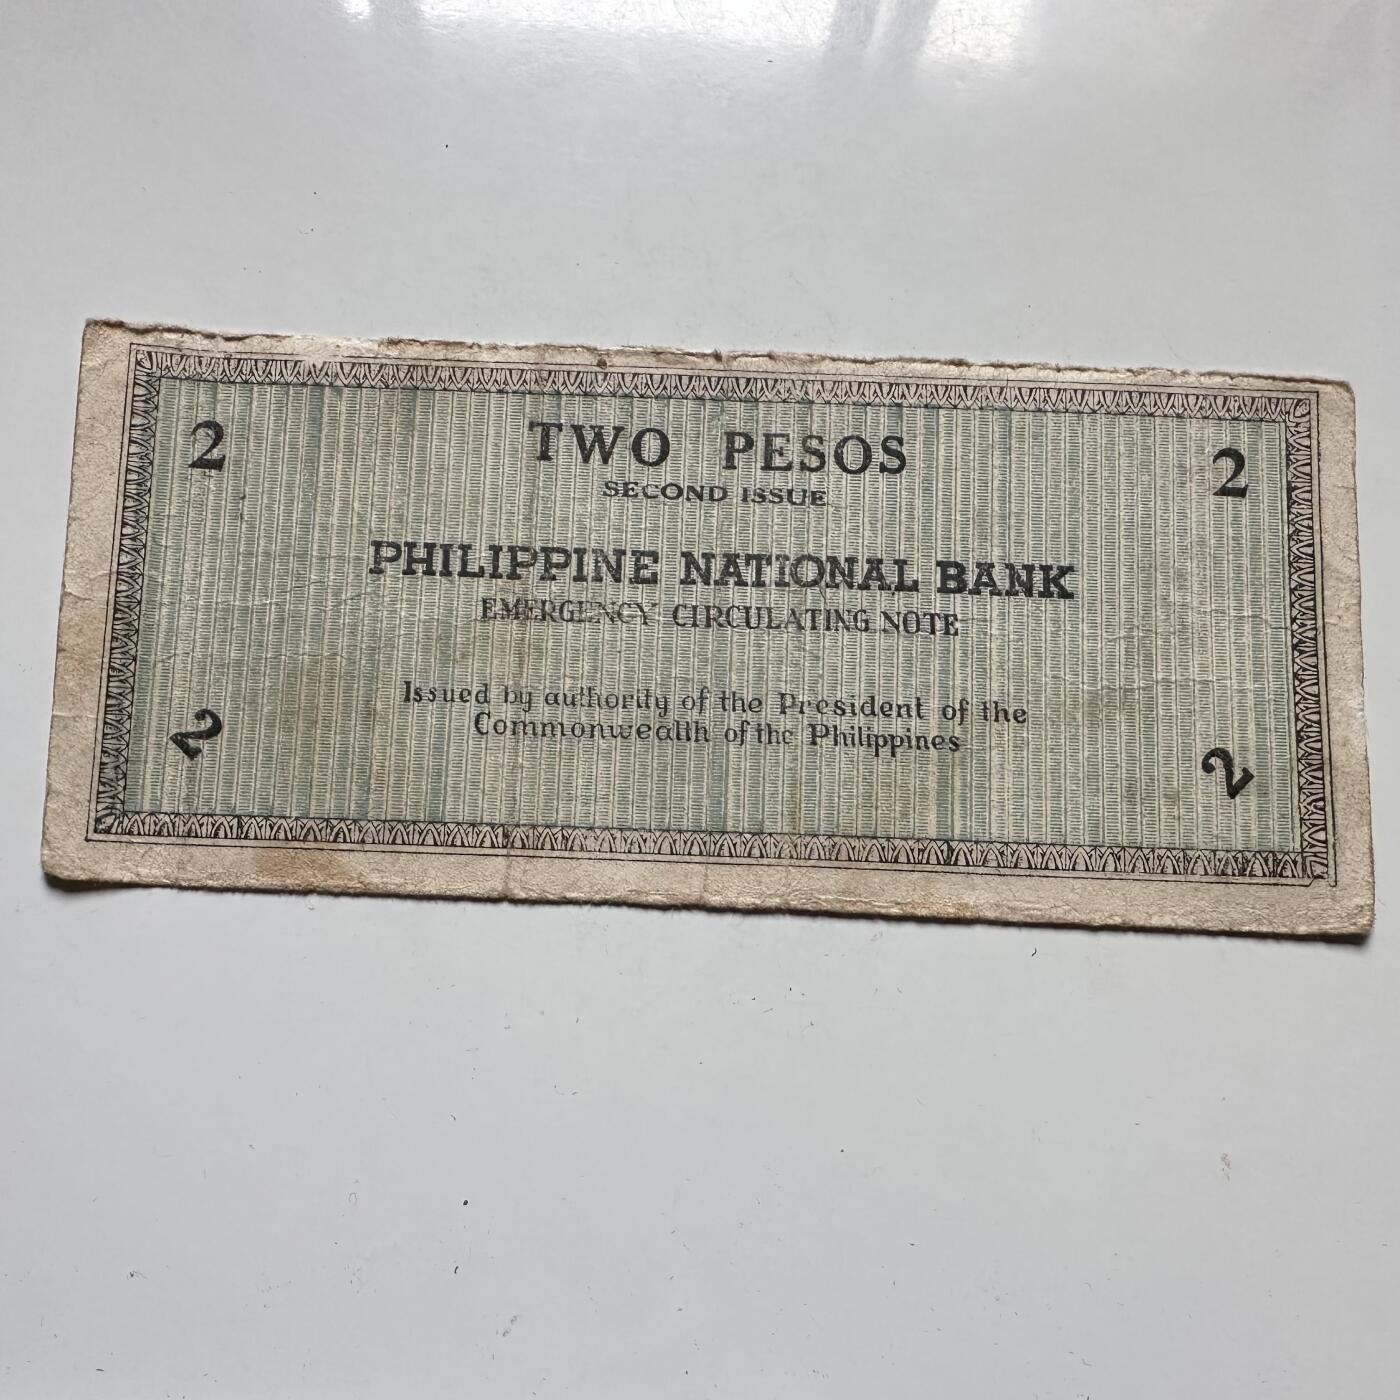 2 TWO PESOS 2
SECOND ISSUE
PHILIPPINE NATIONAL BANK
EMERGENCY CIRCULATING NOTE
Issued by authority of the President of the
Commonwealth of the Philippines
2 2